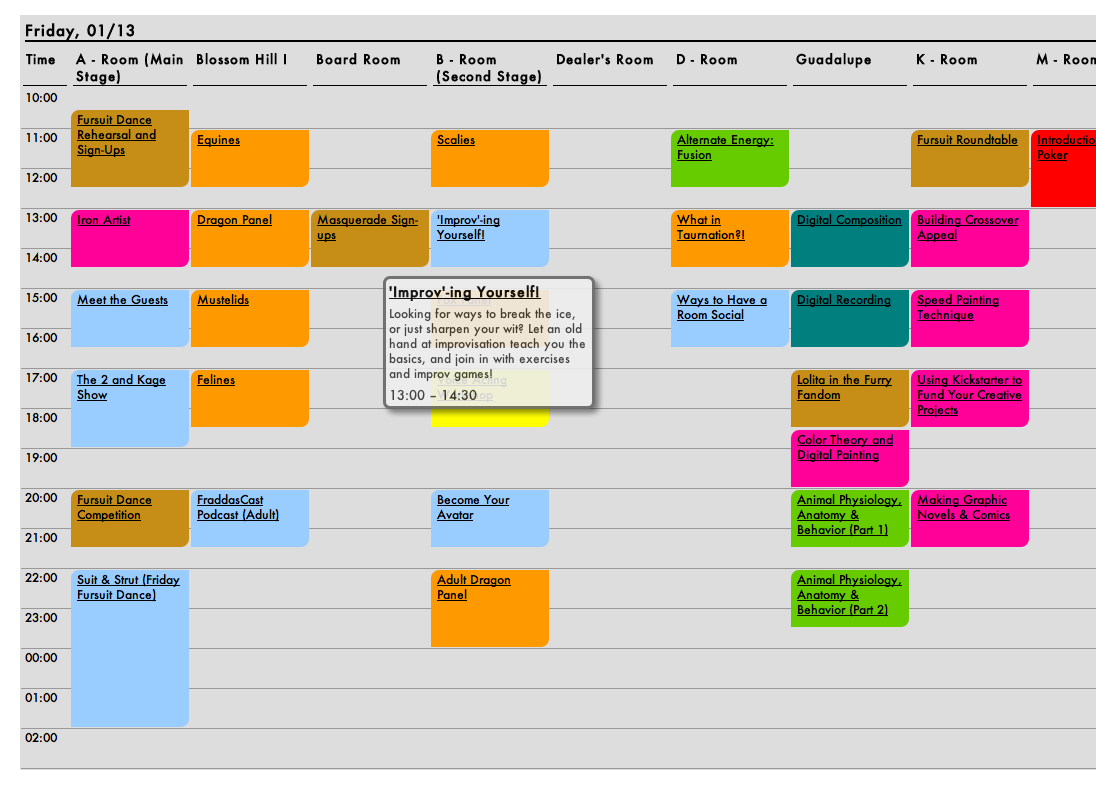 Friday, 01/13
Time
A - Room (Main
Stage)
Blossom Hill I
Board Room
B - Room
(Second Stage)
Dealer's Room
D - Room
Guadalupe
K - Room
M - Room
10:00
Fursuit Dance
Rehearsal and
Sign-Ups
11:00
Equines
Scalies
Alternate Energy:
Fusion
Fursuit Roundtable
Introductio
Poker
12:00
13:00
Iron Artist
Dragon Panel
Masquerade Sign-
ups
'Improv'-ing
Yourself!
What in
Taurnation?!
Digital Composition
Building Crossover
Appeal
14:00
'Improv'-ing Yourself!
Looking for ways to break the ice,
or just sharpen your wit? Let an old
hand at improvisation teach you the
basics, and join in with exercises
and improv games!
13:00 – 14:30
15:00
Meet the Guests
Mustelids
Ways to Have a
Room Social
Digital Recording
Speed Painting
Technique
16:00
17:00
The 2 and Kage
Show
Felines
Voice Acting
Lolita in the Furry
Fandom
Using Kickstarter to
Fund Your Creative
Projects
18:00
Color Theory and
Digital Painting
19:00
20:00
Fursuit Dance
Competition
FraddasCast
Podcast (Adult)
Become Your
Avatar
Animal Physiology,
Anatomy &
Behavior (Part 1)
Making Graphic
Novels & Comics
21:00
22:00
Suit & Strut (Friday
Fursuit Dance)
Adult Dragon
Panel
Animal Physiology,
Anatomy &
Behavior (Part 2)
23:00
00:00
01:00
02:00